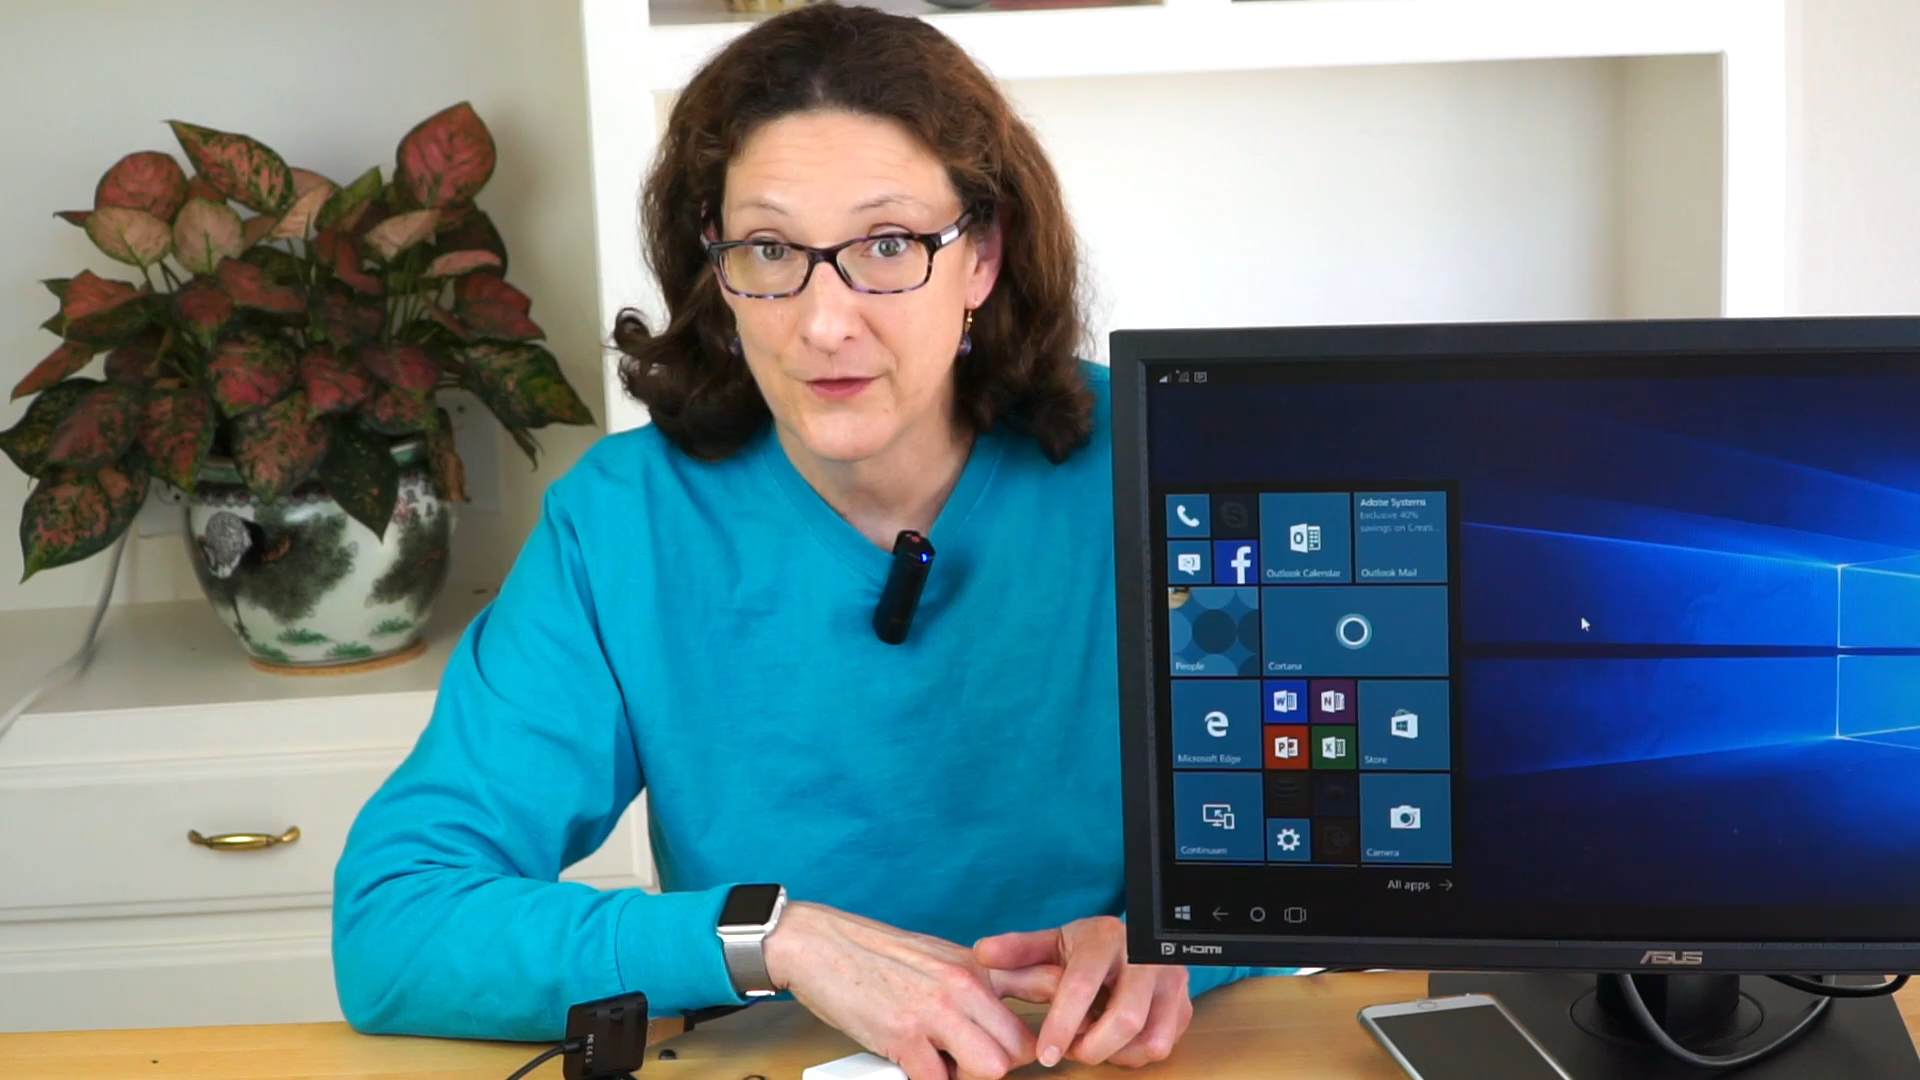 Adobe Systems
Exclusive 40%
savings on Creati...
Outlook Calendar
Outlook Mail
People
Cortana
Microsoft Edge
Store
Continuum
Camera
All apps
HDMI
ASUS